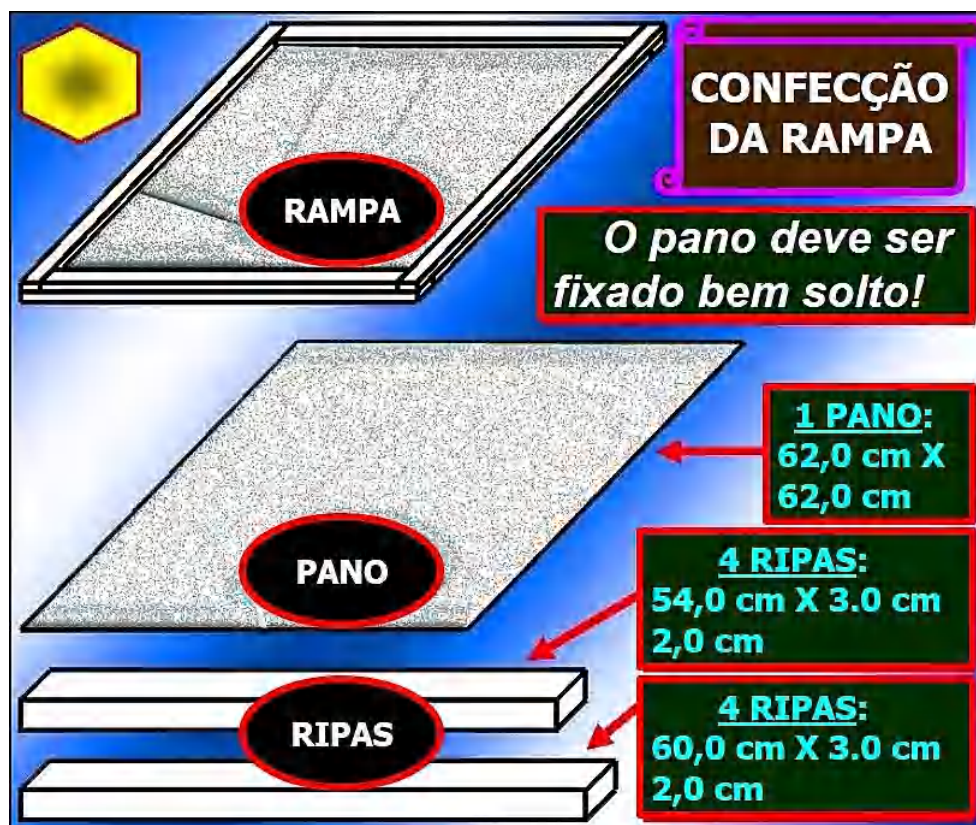 CONFECÇÃO
DA RAMPA
RAMPA
O pano deve ser
fixado bem solto!
1 PANO:
62,0 cm X
62,0 cm
PANO
4 RIPAS:
54,0 cm X 3.0 cm
2,0 cm
RIPAS
4 RIPAS:
60,0 cm X 3.0 cm
2,0 cm